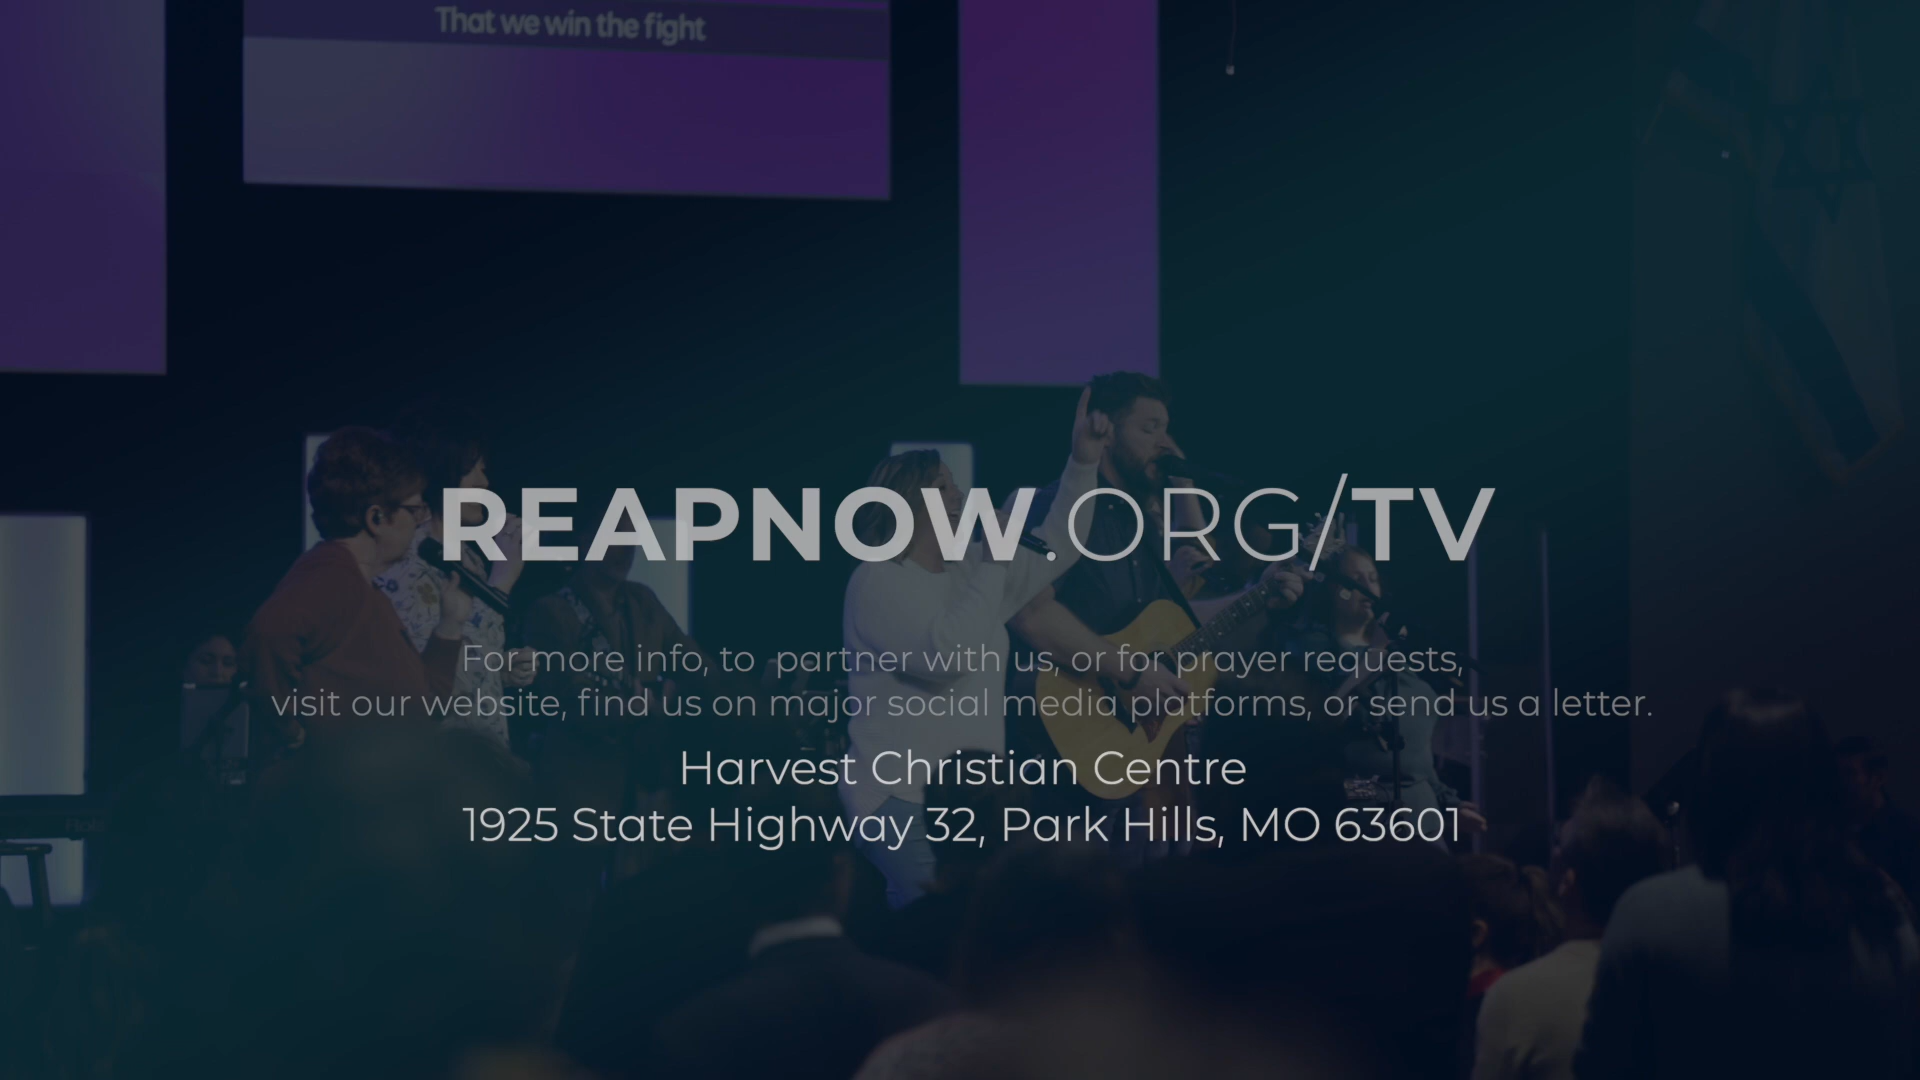 That we win the fight
REAPNOW.ORG/TV
For more info, to partner with us, or for prayer requests,
visit our website, find us on major social media platforms, or send us a letter.
Harvest Christian Centre
1925 State Highway 32, Park Hills, MO 63601